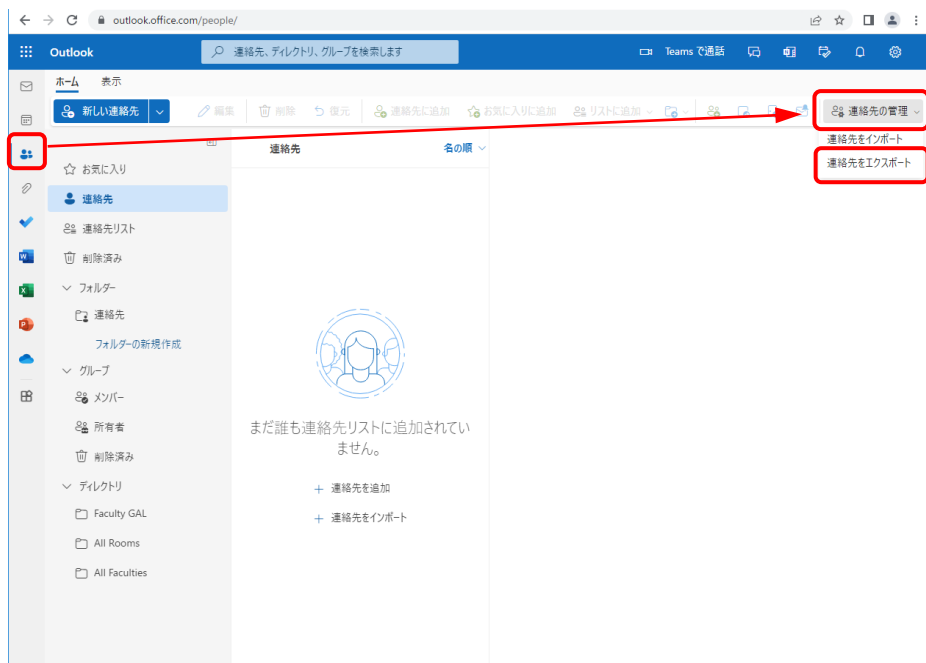 outlook.office.com/people/
Outlook
連絡先、ディレクトリ、グループを検索します
Teams で通話
ホーム 表示
新しい連絡先
編集
削除
復元
連絡先に追加
お気に入りに追加
リストに追加
連絡先の管理
連絡先をインポート
連絡先をエクスポート
お気に入り
連絡先
連絡先リスト
削除済み
フォルダー
連絡先
フォルダーの新規作成
グループ
メンバー
所有者
削除済み
ディレクトリ
Faculty GAL
All Rooms
All Faculties
連絡先
名の順
まだ誰も連絡先リストに追加されてい
ません。
+ 連絡先を追加
+ 連絡先をインポート